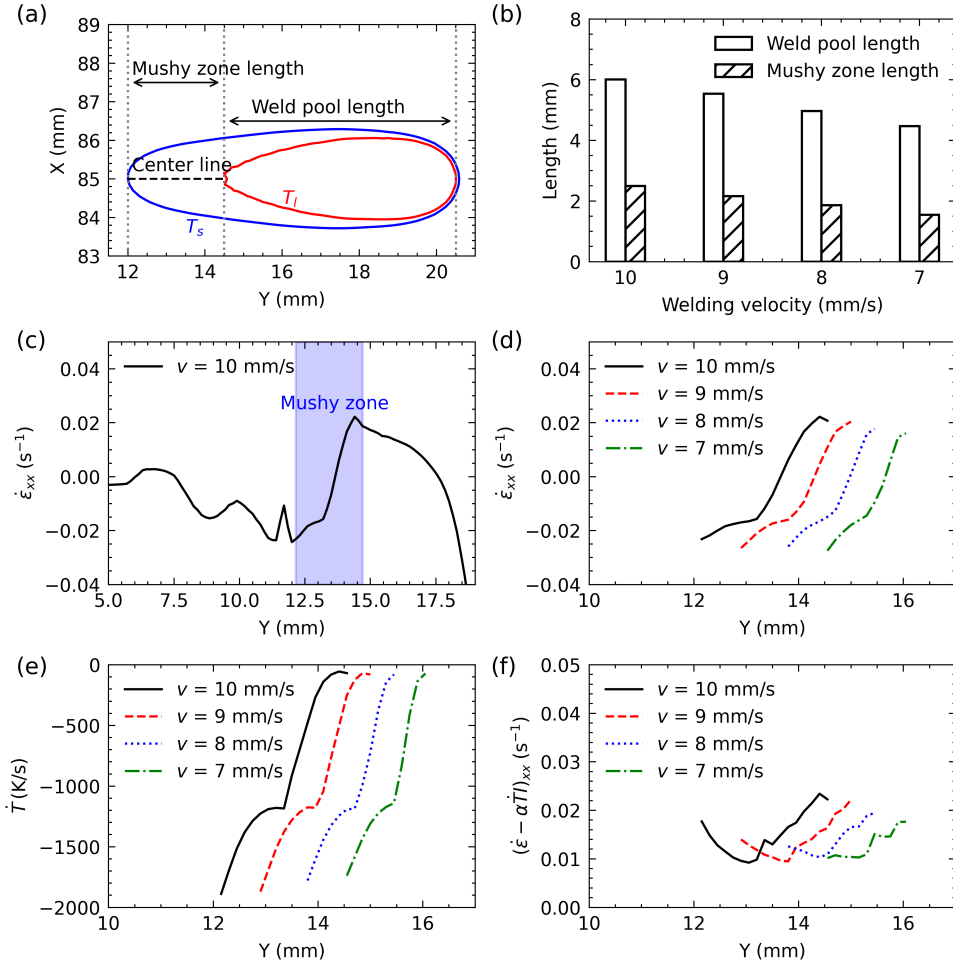 (a)
89
88
87
86
85
84
83
X (mm)
Mushy zone length
Weld pool length
Center line
T_l
T_s
12 14 16 18 20
Y (mm)
(b)
8
6
4
2
0
Length (mm)
Weld pool length
Mushy zone length
10 9 8 7
Welding velocity (mm/s)
(c)
0.04
0.02
0.00
−0.02
−0.04
ε̇_xx (s⁻¹)
v = 10 mm/s
Mushy zone
5.0 7.5 10.0 12.5 15.0 17.5
Y (mm)
(d)
0.04
0.02
0.00
−0.02
−0.04
ε̇_xx (s⁻¹)
v = 10 mm/s
v = 9 mm/s
v = 8 mm/s
v = 7 mm/s
10 12 14 16
Y (mm)
(e)
0
−500
−1000
−1500
−2000
Ṫ (K/s)
v = 10 mm/s
v = 9 mm/s
v = 8 mm/s
v = 7 mm/s
10 12 14 16
Y (mm)
(f)
0.05
0.04
0.03
0.02
0.01
0.00
(ε̇ − αṪI)_xx (s⁻¹)
v = 10 mm/s
v = 9 mm/s
v = 8 mm/s
v = 7 mm/s
10 12 14 16
Y (mm)